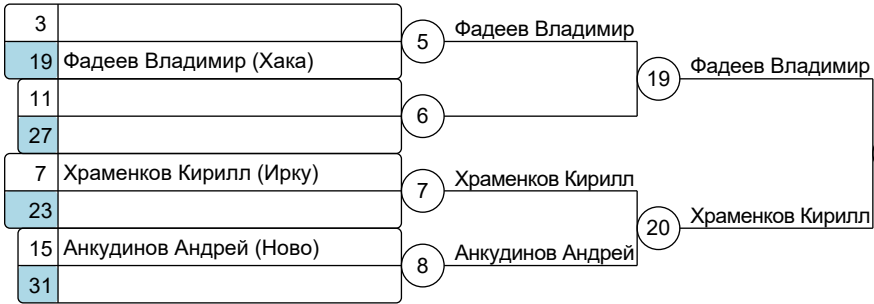 3
19 Фадеев Владимир (Хака)
11
27
7 Храменков Кирилл (Ирку)
23
15 Анкудинов Андрей (Ново)
31
5
6
7
8
Фадеев Владимир
Храменков Кирилл
Анкудинов Андрей
19
20
Фадеев Владимир
Храменков Кирилл